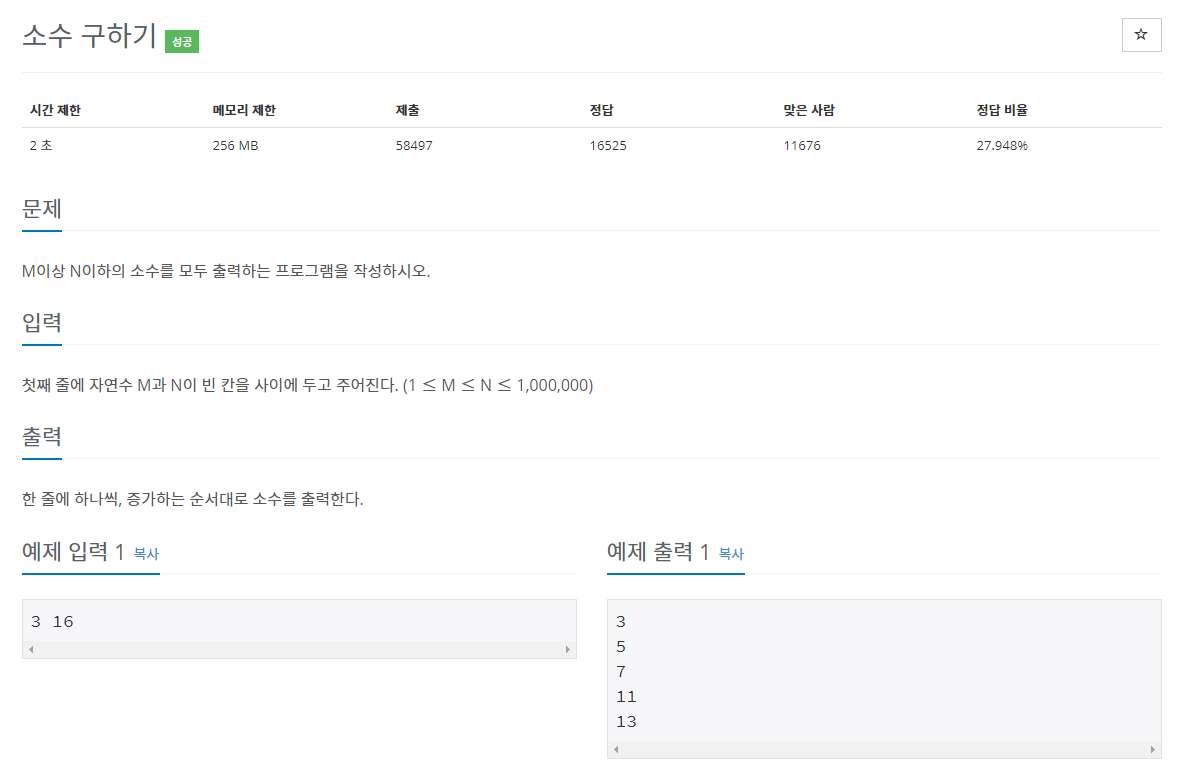 소수 구하기 성공
☆
시간 제한 메모리 제한 제출 정답 맞은 사람 정답 비율
2 초 256 MB 58497 16525 11676 27.948%
문제
M이상 N이하의 소수를 모두 출력하는 프로그램을 작성하시오.
입력
첫째 줄에 자연수 M과 N이 빈 칸을 사이에 두고 주어진다. (1 ≤ M ≤ N ≤ 1,000,000)
출력
한 줄에 하나씩, 증가하는 순서대로 소수를 출력한다.
예제 입력 1 복사
3 16
예제 출력 1 복사
3
5
7
11
13